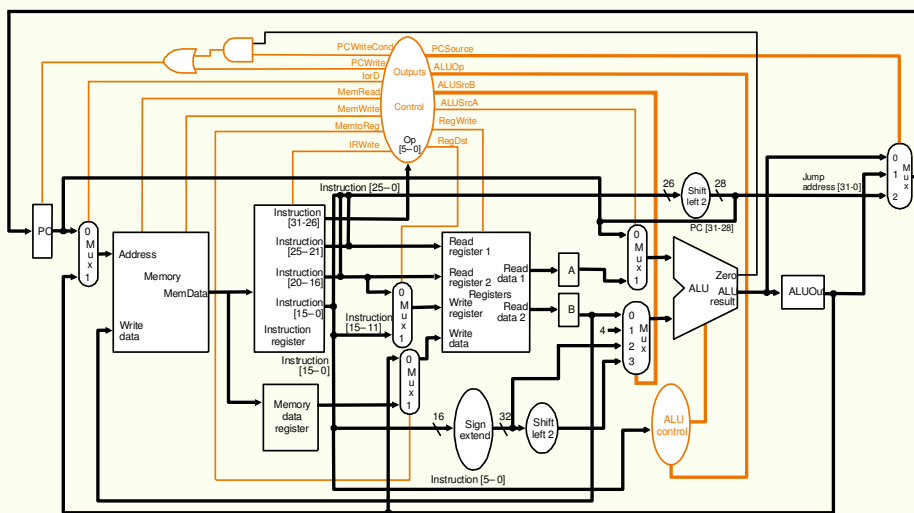 PCWriteCond
PCSource
PCWrite
ALUOp
IorD
Outputs
MemRead
ALUSrcB
MemWrite
Control
ALUSrcA
MemtoReg
RegWrite
Op
[5–0]
RegDst
IRWrite
Instruction [25–0]
26
Shift
left 2
28
Jump
address [31-0]
PC [31-28]
0
1
M
u
x
2
PC
0
M
u
x
1
Address
Memory
MemData
Write
data
Instruction
[31-26]
Instruction
[25–21]
Instruction
[20–16]
Instruction
[15–0]
Instruction
register
Instruction
[15–0]
Instruction
[15–11]
0
M
u
x
1
0
M
u
x
1
Read
register 1
Read
register 2
Write
register
Write
data
Registers
Read
data 1
Read
data 2
A
B
0
M
u
x
1
4
0
1
2
3
M
u
x
Zero
ALU
ALU
result
ALUOut
Memory
data
register
16
Sign
extend
32
Shift
left 2
ALU
control
Instruction [5–0]